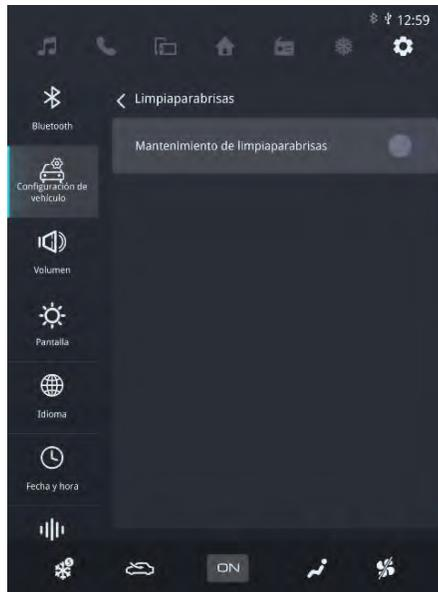 12:59
Limpiaparabrisas
Bluetooth
Mantenimiento de limpiaparabrisas
Configuración de
vehículo
Volumen
Pantalla
Idioma
Fecha y hora
ON